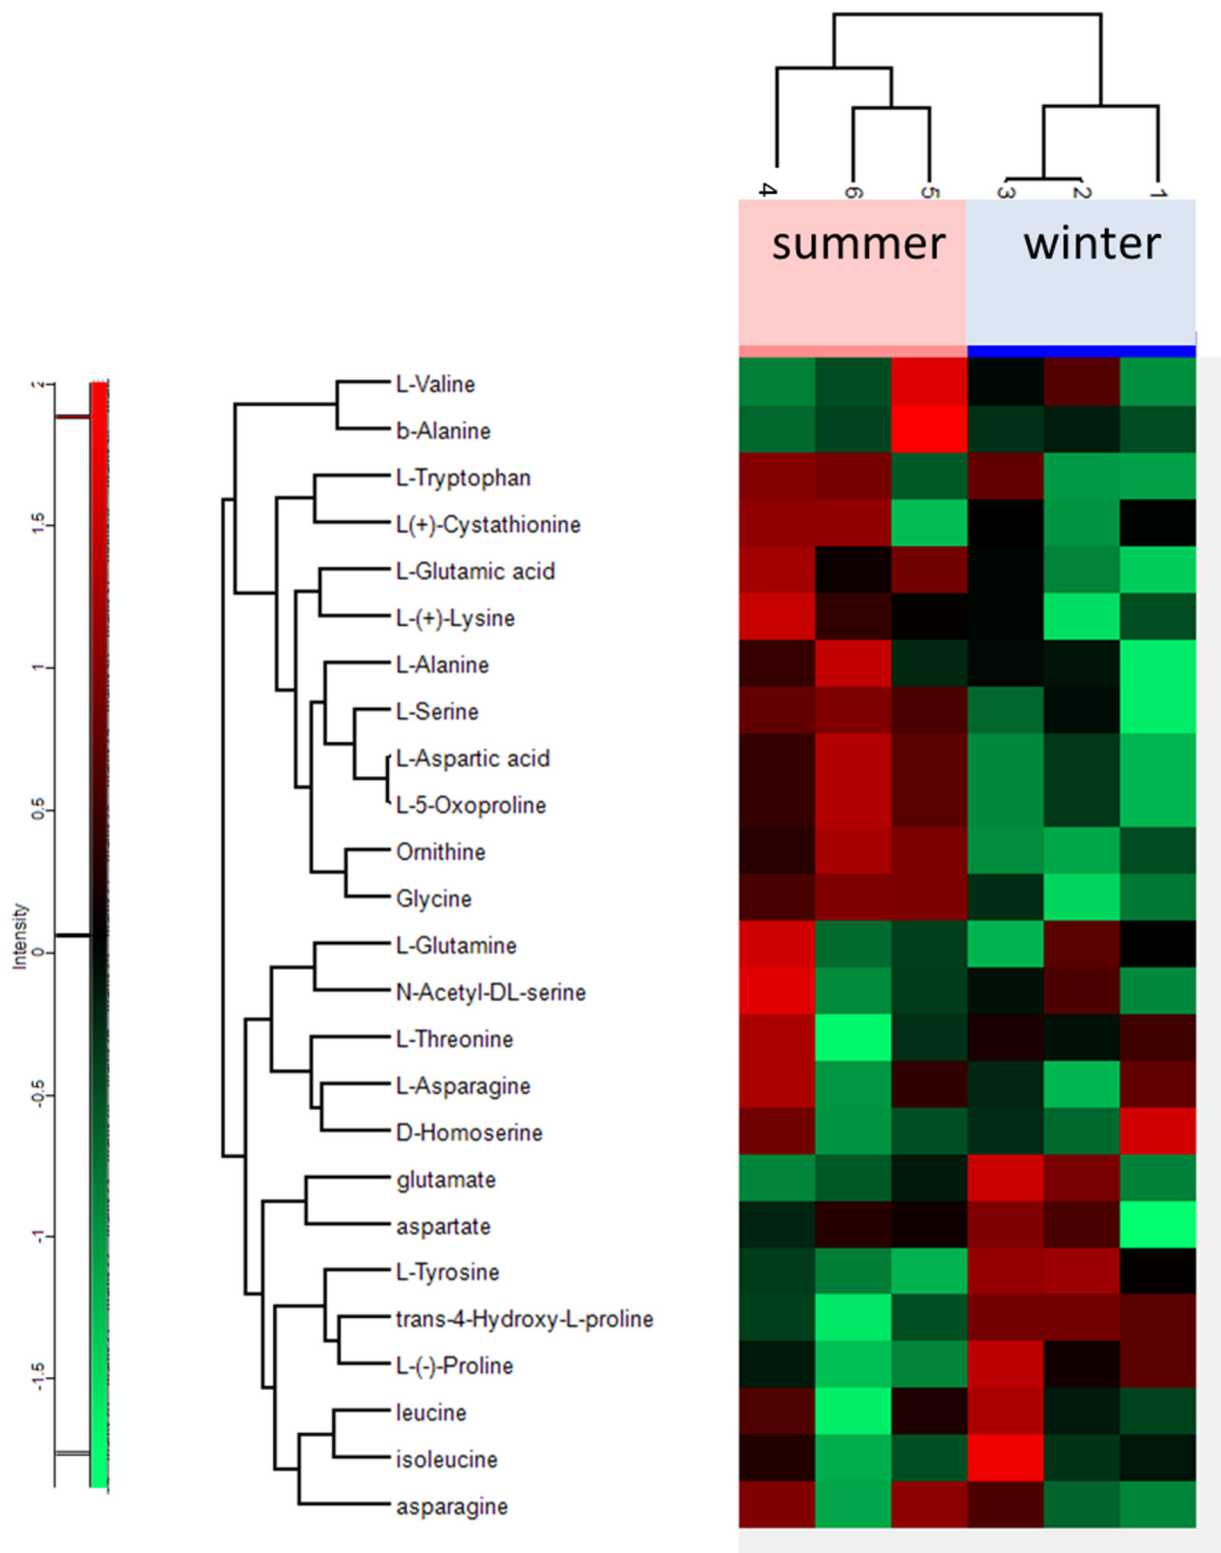 4 6 5 3 2 1
summer winter
L-Valine
b-Alanine
L-Tryptophan
L(+)-Cystathionine
L-Glutamic acid
L-(+)-Lysine
L-Alanine
L-Serine
L-Aspartic acid
L-5-Oxoproline
Ornithine
Glycine
L-Glutamine
N-Acetyl-DL-serine
L-Threonine
L-Asparagine
D-Homoserine
glutamate
aspartate
L-Tyrosine
trans-4-Hydroxy-L-proline
L-(-)-Proline
leucine
isoleucine
asparagine
2
1.5
1
0.5
0
-0.5
-1
-1.5
Intensity